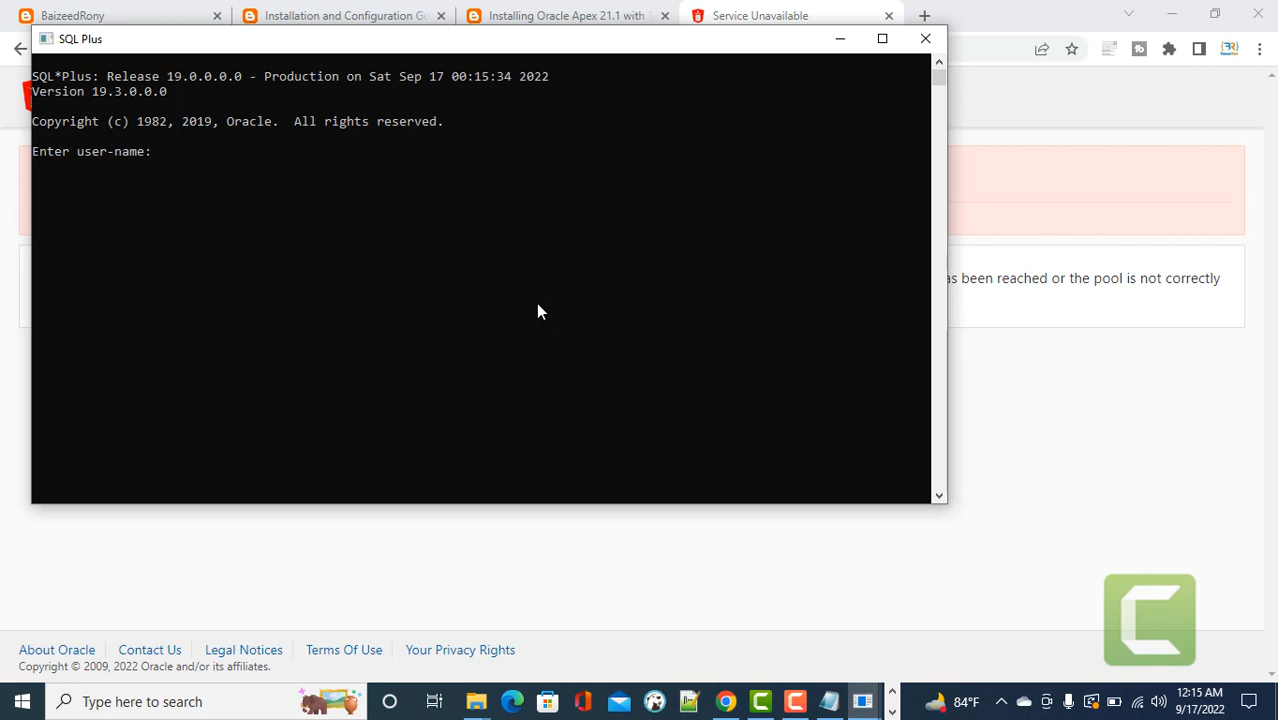 BaizeedRony
Installation and Configuration Gu
Installing Oracle Apex 21.1 with
Service Unavailable
SQL Plus
SQL*Plus: Release 19.0.0.0.0 - Production on Sat Sep 17 00:15:34 2022
Version 19.3.0.0.0
Copyright (c) 1982, 2019, Oracle.  All rights reserved.
Enter user-name:
as been reached or the pool is not correctly
About Oracle
Contact Us
Legal Notices
Terms Of Use
Your Privacy Rights
Copyright © 2009, 2022 Oracle and/or its affiliates.
Type here to search
84°F
12:15 AM
9/17/2022